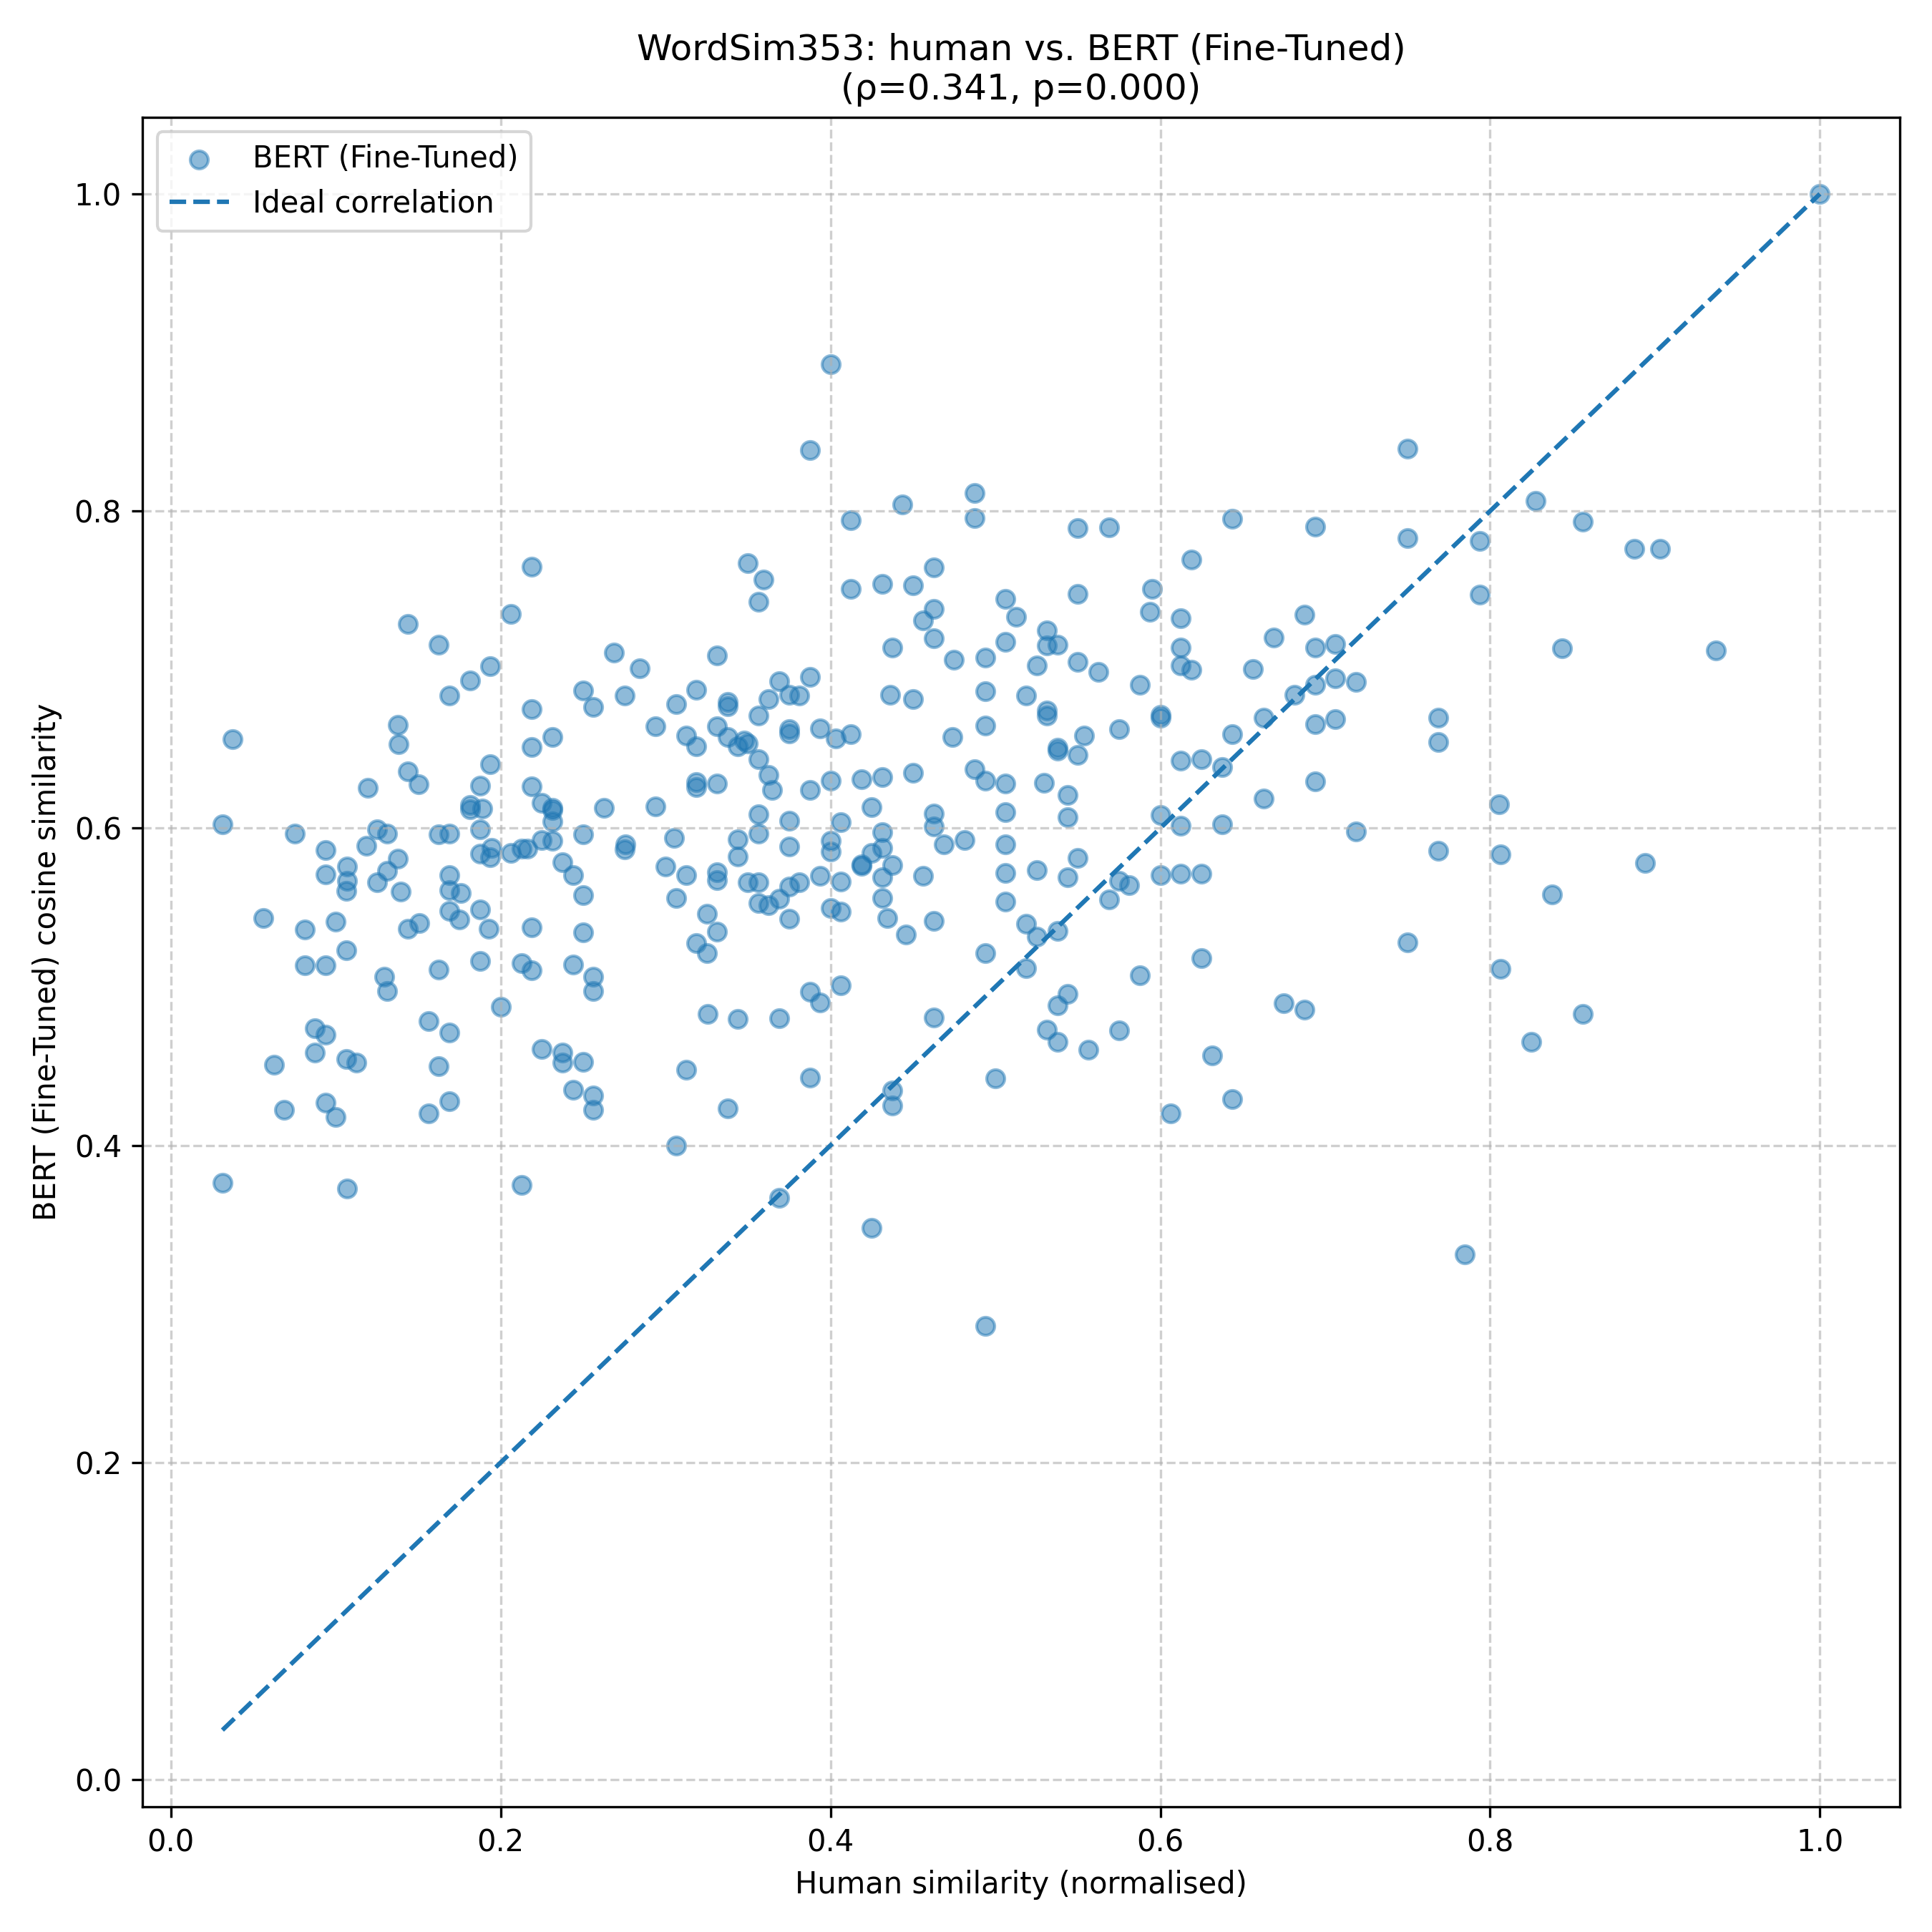 WordSim353: human vs. BERT (Fine-Tuned)
(ρ=0.341, p=0.000)
BERT (Fine-Tuned)
Ideal correlation
1.0
0.8
0.6
0.4
0.2
0.0
BERT (Fine-Tuned) cosine similarity
0.0 0.2 0.4 0.6 0.8 1.0
Human similarity (normalised)